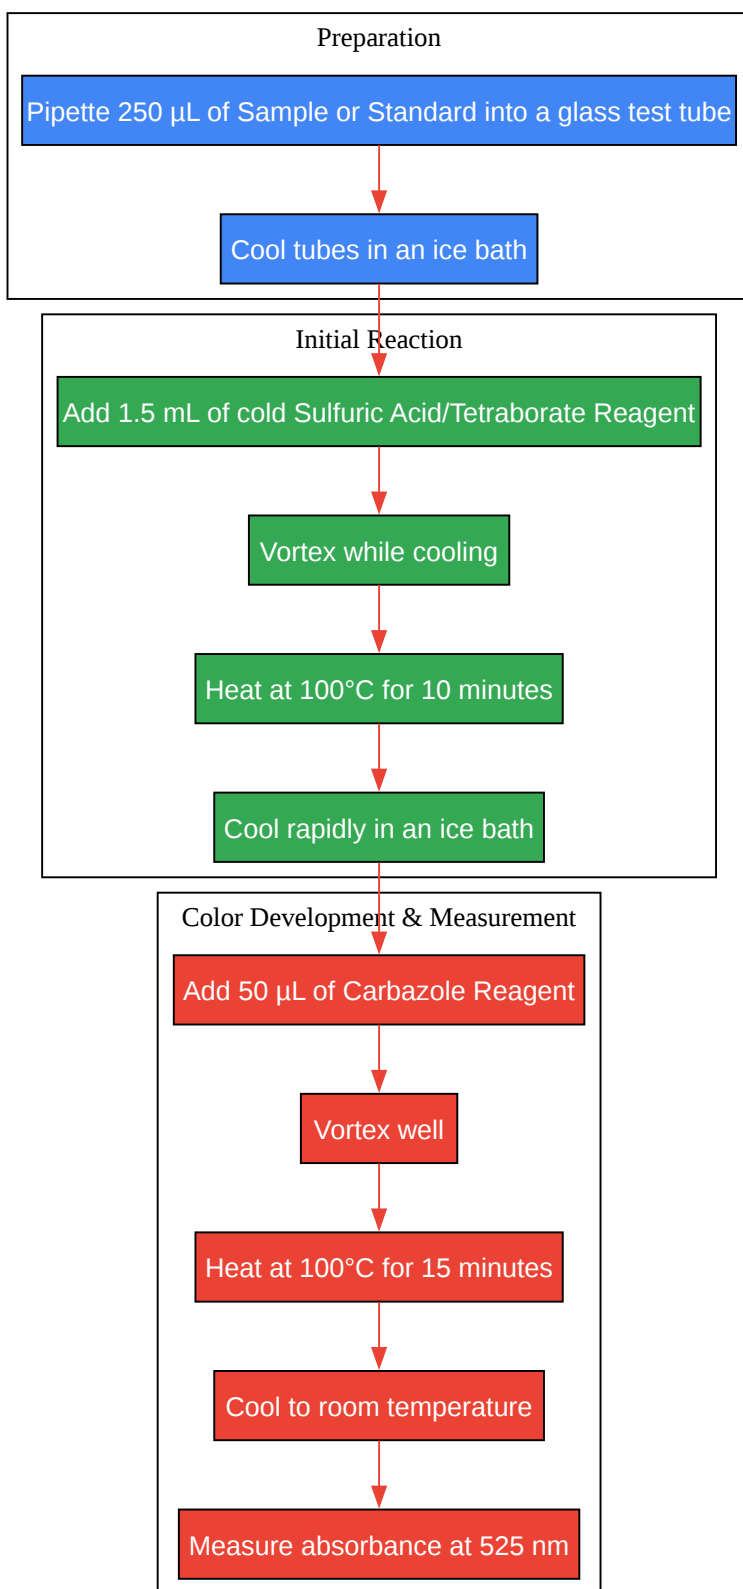 Preparation
Pipette 250 µL of Sample or Standard into a glass test tube
Cool tubes in an ice bath
Initial Reaction
Add 1.5 mL of cold Sulfuric Acid/Tetraborate Reagent
Vortex while cooling
Heat at 100°C for 10 minutes
Cool rapidly in an ice bath
Color Development & Measurement
Add 50 µL of Carbazole Reagent
Vortex well
Heat at 100°C for 15 minutes
Cool to room temperature
Measure absorbance at 525 nm